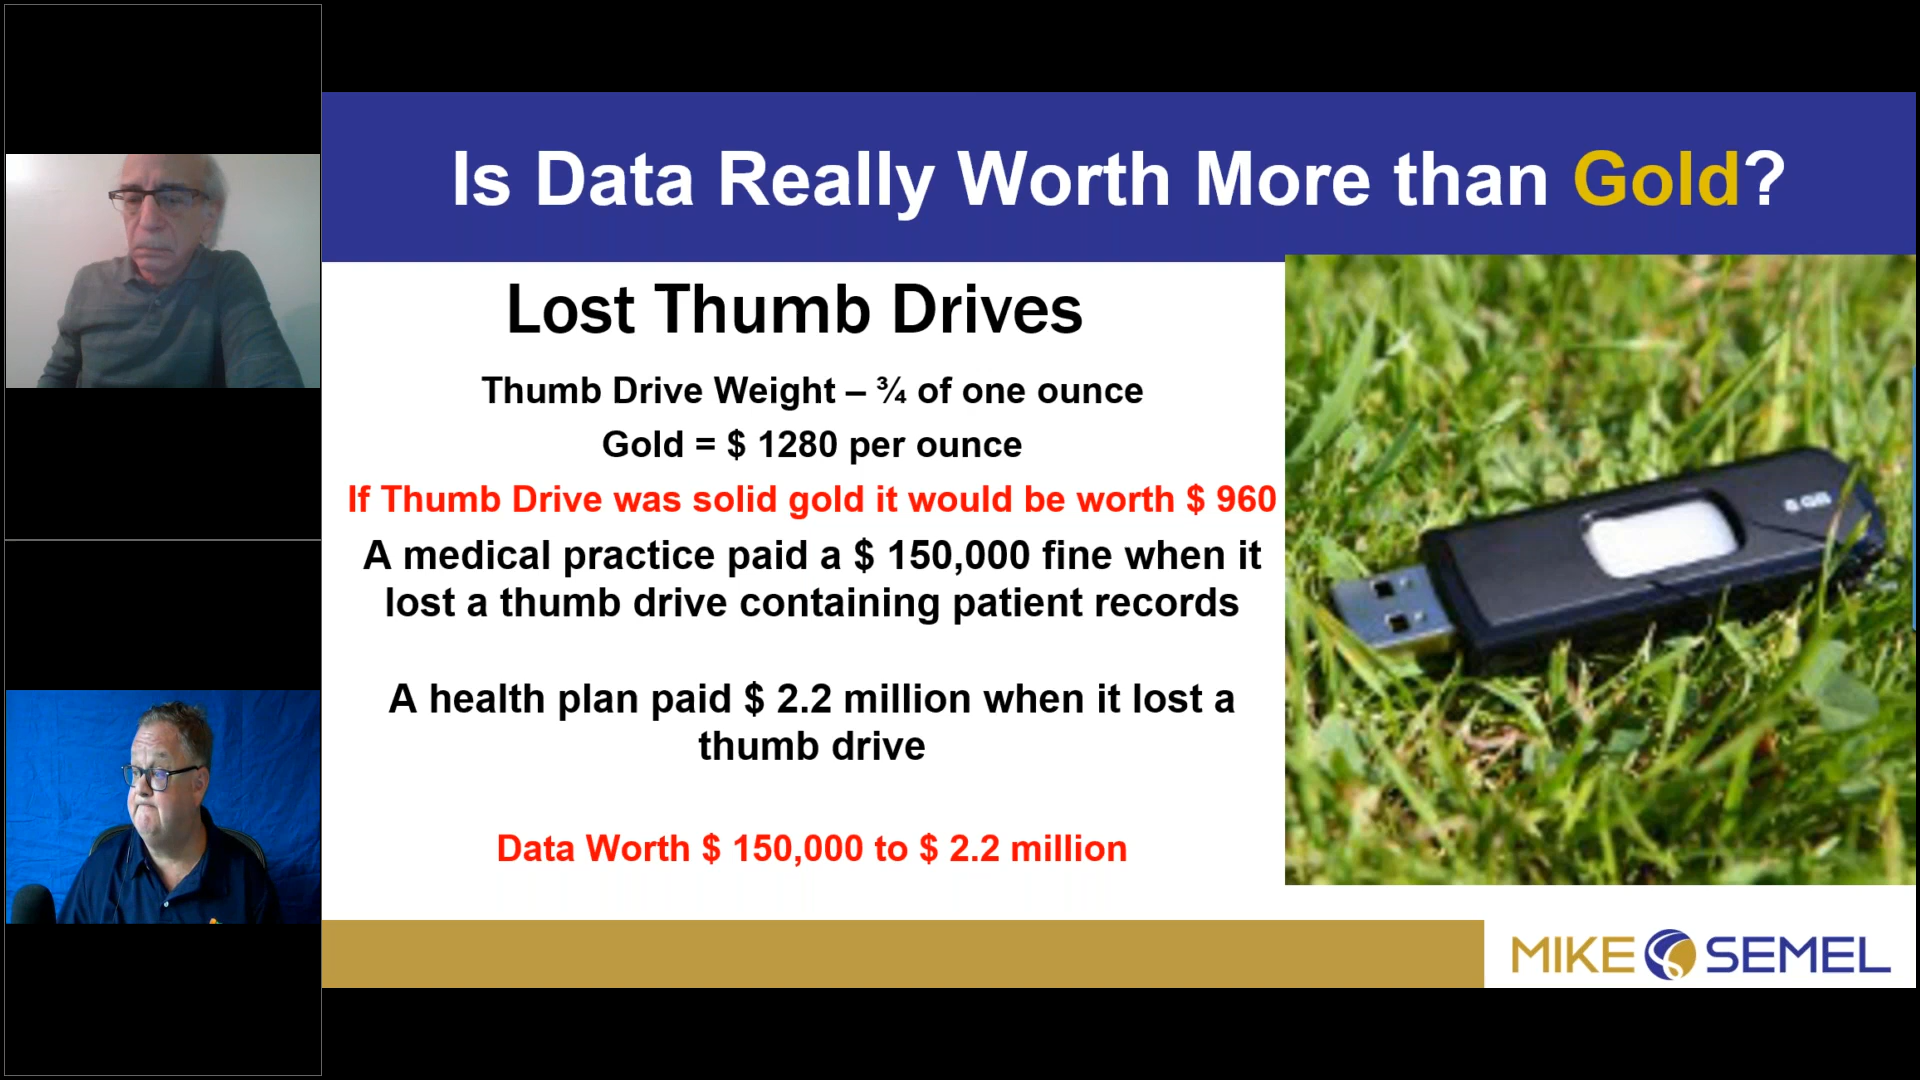 Is Data Really Worth More than Gold?
Lost Thumb Drives
Thumb Drive Weight – ¾ of one ounce
Gold = $ 1280 per ounce
If Thumb Drive was solid gold it would be worth $ 960
A medical practice paid a $ 150,000 fine when it
lost a thumb drive containing patient records
A health plan paid $ 2.2 million when it lost a
thumb drive
Data Worth $ 150,000 to $ 2.2 million
8 GB
MIKE SEMEL